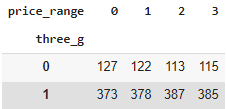 price_range 0 1 2 3
three_g
0 127 122 113 115
1 373 378 387 385